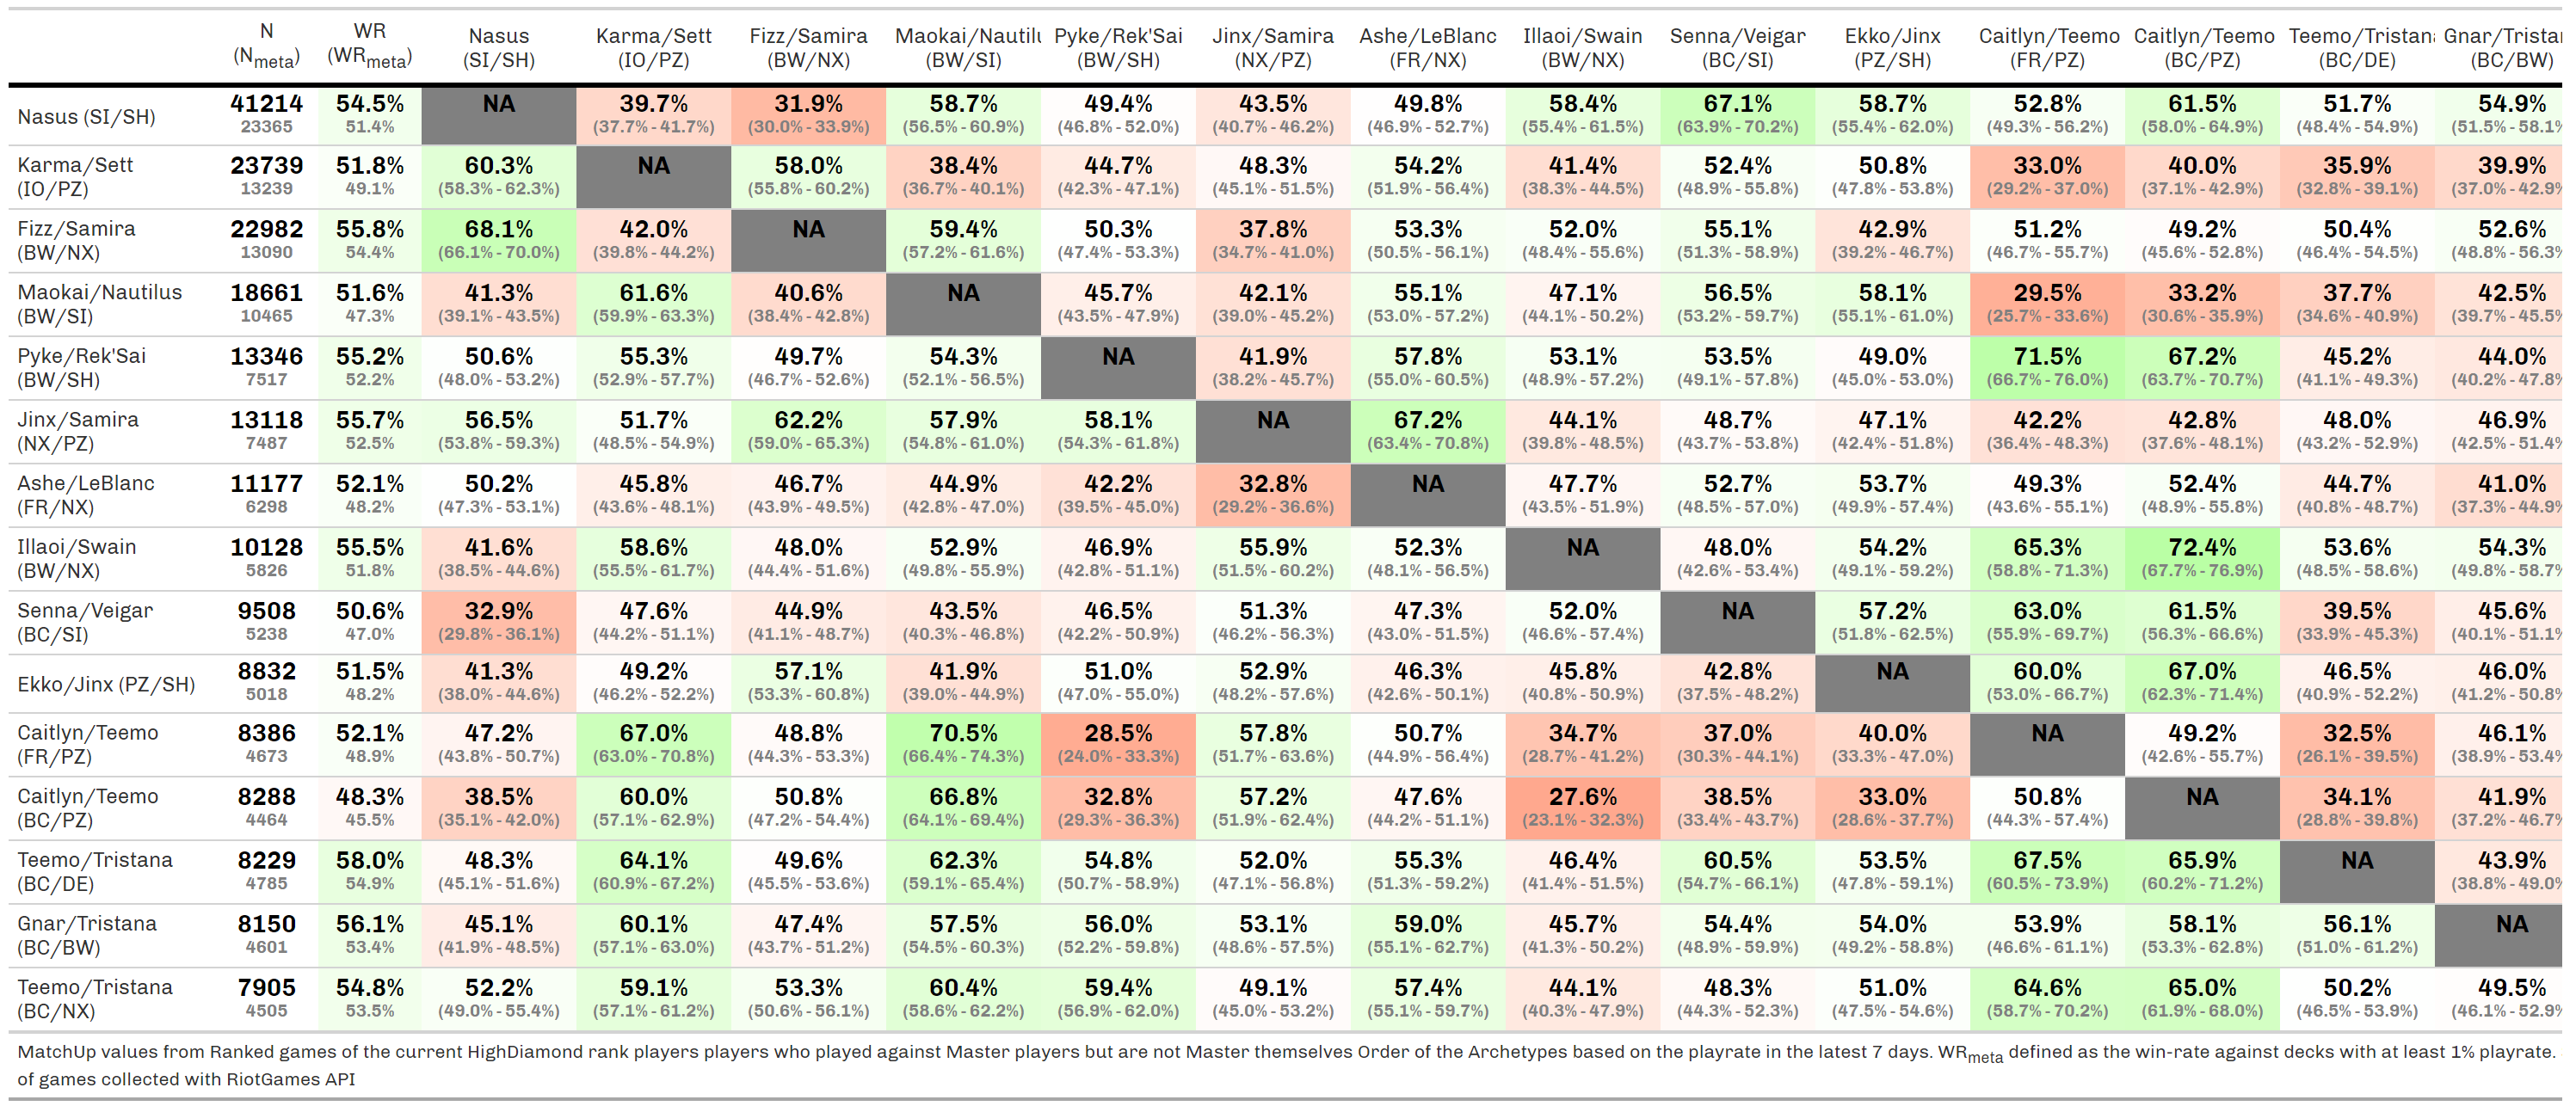 N WR Nasus Karma/Sett Fizz/Samira Maokai/Nautilu Pyke/Rek'Sai Jinx/Samira Ashe/LeBlanc Illaoi/Swain Senna/Veigar Ekko/Jinx Caitlyn/Teemo Caitlyn/Teemo Teemo/Tristana Gnar/Tristar
(Nmeta) (WRmeta) (SI/SH) (IO/PZ) (BW/NX) (BW/SI) (BW/SH) (NX/PZ) (FR/NX) (BW/NX) (BC/SI) (PZ/SH) (FR/PZ) (BC/PZ) (BC/DE) (BC/BW)
Nasus (SI/SH) 41214 54.5% NA 39.7% 31.9% 58.7% 49.4% 43.5% 49.8% 58.4% 67.1% 58.7% 52.8% 61.5% 51.7% 54.9%
23365 51.4% (37.7% - 41.7%) (30.0% - 33.9%) (56.5% - 60.9%) (46.8% - 52.0%) (40.7% - 46.2%) (46.9% - 52.7%) (55.4% - 61.5%) (63.9% - 70.2%) (55.4% - 62.0%) (49.3% - 56.2%) (58.0% - 64.9%) (48.4% - 54.9%) (51.5% - 58.1%
Karma/Sett 23739 51.8% 60.3% NA 58.0% 38.4% 44.7% 48.3% 54.2% 41.4% 52.4% 50.8% 33.0% 40.0% 35.9% 39.9%
(IO/PZ) 13239 49.1% (58.3% - 62.3%) (55.8% - 60.2%) (36.7% - 40.1%) (42.3% - 47.1%) (45.1% - 51.5%) (51.9% - 56.4%) (38.3% - 44.5%) (48.9% - 55.8%) (47.8% - 53.8%) (29.2% - 37.0%) (37.1% - 42.9%) (32.8% - 39.1%) (37.0% - 42.9%
Fizz/Samira 22982 55.8% 68.1% 42.0% NA 59.4% 50.3% 37.8% 53.3% 52.0% 55.1% 42.9% 51.2% 49.2% 50.4% 52.6%
(BW/NX) 13090 54.4% (66.1% - 70.0%) (39.8% - 44.2%) (57.2% - 61.6%) (47.4% - 53.3%) (34.7% - 41.0%) (50.5% - 56.1%) (48.4% - 55.6%) (51.3% - 58.9%) (39.2% - 46.7%) (46.7% - 55.7%) (45.6% - 52.8%) (46.4% - 54.5%) (48.8% - 56.3%
Maokai/Nautilus 18661 51.6% 41.3% 61.6% 40.6% NA 45.7% 42.1% 55.1% 47.1% 56.5% 58.1% 29.5% 33.2% 37.7% 42.5%
(BW/SI) 10465 47.3% (39.1% - 43.5%) (59.9% - 63.3%) (38.4% - 42.8%) (43.5% - 47.9%) (39.0% - 45.2%) (53.0% - 57.2%) (44.1% - 50.2%) (53.2% - 59.7%) (55.1% - 61.0%) (25.7% - 33.6%) (30.6% - 35.9%) (34.6% - 40.9%) (39.7% - 45.5%
Pyke/Rek'Sai 13346 55.2% 50.6% 55.3% 49.7% 54.3% NA 41.9% 57.8% 53.1% 53.5% 49.0% 71.5% 67.2% 45.2% 44.0%
(BW/SH) 7517 52.2% (48.0% - 53.2%) (52.9% - 57.7%) (46.7% - 52.6%) (52.1% - 56.5%) (38.2% - 45.7%) (55.0% - 60.5%) (48.9% - 57.2%) (49.1% - 57.8%) (45.0% - 53.0%) (66.7% - 76.0%) (63.7% - 70.7%) (41.1% - 49.3%) (40.2% - 47.8%
Jinx/Samira 13118 55.7% 56.5% 51.7% 62.2% 57.9% 58.1% NA 67.2% 44.1% 48.7% 47.1% 42.2% 42.8% 48.0% 46.9%
(NX/PZ) 7487 52.5% (53.8% - 59.3%) (48.5% - 54.9%) (59.0% - 65.3%) (54.8% - 61.0%) (54.3% - 61.8%) (63.4% - 70.8%) (39.8% - 48.5%) (43.7% - 53.8%) (42.4% - 51.8%) (36.4% - 48.3%) (37.6% - 48.1%) (43.2% - 52.9%) (42.5% - 51.4%
Ashe/LeBlanc 11177 52.1% 50.2% 45.8% 46.7% 44.9% 42.2% 32.8% NA 47.7% 52.7% 53.7% 49.3% 52.4% 44.7% 41.0%
(FR/NX) 6298 48.2% (47.3% - 53.1%) (43.6% - 48.1%) (43.9% - 49.5%) (42.8% - 47.0%) (39.5% - 45.0%) (29.2% - 36.6%) (43.5% - 51.9%) (48.5% - 57.0%) (49.9% - 57.4%) (43.6% - 55.1%) (48.9% - 55.8%) (40.8% - 48.7%) (37.3% - 44.9%
Illaoi/Swain 10128 55.5% 41.6% 58.6% 48.0% 52.9% 46.9% 55.9% 52.3% NA 48.0% 54.2% 65.3% 72.4% 53.6% 54.3%
(BW/NX) 5826 51.8% (38.5% - 44.6%) (55.5% - 61.7%) (44.4% - 51.6%) (49.8% - 55.9%) (42.8% - 51.1%) (51.5% - 60.2%) (48.1% - 56.5%) (42.6% - 53.4%) (49.1% - 59.2%) (58.8% - 71.3%) (67.7% - 76.9%) (48.5% - 58.6%) (49.8% - 58.7%
Senna/Veigar 9508 50.6% 32.9% 47.6% 44.9% 43.5% 46.5% 51.3% 47.3% 52.0% NA 57.2% 63.0% 61.5% 39.5% 45.6%
(BC/SI) 5238 47.0% (29.8% - 36.1%) (44.2% - 51.1%) (41.1% - 48.7%) (40.3% - 46.8%) (42.2% - 50.9%) (46.2% - 56.3%) (43.0% - 51.5%) (46.6% - 57.4%) (51.8% - 62.5%) (55.9% - 69.7%) (56.3% - 66.6%) (33.9% - 45.3%) (40.1% - 51.1%
Ekko/Jinx (PZ/SH) 8832 51.5% 41.3% 49.2% 57.1% 41.9% 51.0% 52.9% 46.3% 45.8% 42.8% NA 60.0% 67.0% 46.5% 46.0%
5018 48.2% (38.0% - 44.6%) (46.2% - 52.2%) (53.3% - 60.8%) (39.0% - 44.9%) (47.0% - 55.0%) (48.2% - 57.6%) (42.6% - 50.1%) (40.8% - 50.9%) (37.5% - 48.2%) (53.0% - 66.7%) (62.3% - 71.4%) (40.9% - 52.2%) (41.2% - 50.8%
Caitlyn/Teemo 8386 52.1% 47.2% 67.0% 48.8% 70.5% 28.5% 57.8% 50.7% 34.7% 37.0% 40.0% NA 49.2% 32.5% 46.1%
(FR/PZ) 4673 48.9% (43.8% - 50.7%) (63.0% - 70.8%) (44.3% - 53.3%) (66.4% - 74.3%) (24.0% - 33.3%) (51.7% - 63.6%) (44.9% - 56.4%) (28.7% - 41.2%) (30.3% - 44.1%) (33.3% - 47.0%) (42.6% - 55.7%) (26.1% - 39.5%) (38.9% - 53.4%
Caitlyn/Teemo 8288 48.3% 38.5% 60.0% 50.8% 66.8% 32.8% 57.2% 47.6% 27.6% 38.5% 33.0% 50.8% NA 34.1% 41.9%
(BC/PZ) 4464 45.5% (35.1% - 42.0%) (57.1% - 62.9%) (47.2% - 54.4%) (64.1% - 69.4%) (29.3% - 36.3%) (51.9% - 62.4%) (44.2% - 51.1%) (23.1% - 32.3%) (33.4% - 43.7%) (28.6% - 37.7%) (44.3% - 57.4%) (28.8% - 39.8%) (37.2% - 46.7%
Teemo/Tristana 8229 58.0% 48.3% 64.1% 49.6% 62.3% 54.8% 52.0% 55.3% 46.4% 60.5% 53.5% 67.5% 65.9% NA 43.9%
(BC/DE) 4785 54.9% (45.1% - 51.6%) (60.9% - 67.2%) (45.5% - 53.6%) (59.1% - 65.4%) (50.7% - 58.9%) (47.1% - 56.8%) (51.3% - 59.2%) (41.4% - 51.5%) (54.7% - 66.1%) (47.8% - 59.1%) (60.5% - 73.9%) (60.2% - 71.2%) (38.8% - 49.0%
Gnar/Tristana 8150 56.1% 45.1% 60.1% 47.4% 57.5% 56.0% 53.1% 59.0% 45.7% 54.4% 54.0% 53.9% 58.1% 56.1% NA
(BC/BW) 4601 53.4% (41.9% - 48.5%) (57.1% - 63.0%) (43.7% - 51.2%) (54.5% - 60.3%) (52.2% - 59.8%) (48.6% - 57.5%) (55.1% - 62.7%) (41.3% - 50.2%) (48.9% - 59.9%) (49.2% - 58.8%) (46.6% - 61.1%) (53.3% - 62.8%) (51.0% - 61.2%)
Teemo/Tristana 7905 54.8% 52.2% 59.1% 53.3% 60.4% 59.4% 49.1% 57.4% 44.1% 48.3% 51.0% 64.6% 65.0% 50.2% 49.5%
(BC/NX) 4505 53.5% (49.0% - 55.4%) (57.1% - 61.2%) (50.6% - 56.1%) (58.6% - 62.2%) (56.9% - 62.0%) (45.0% - 53.2%) (55.1% - 59.7%) (40.3% - 47.9%) (44.3% - 52.3%) (47.5% - 54.6%) (58.7% - 70.2%) (61.9% - 68.0%) (46.5% - 53.9%) (46.1% - 52.9%
MatchUp values from Ranked games of the current HighDiamond rank players players who played against Master players but are not Master themselves Order of the Archetypes based on the playrate in the latest 7 days. WRmeta defined as the win-rate against decks with at least 1% playrate.
of games collected with RiotGames API